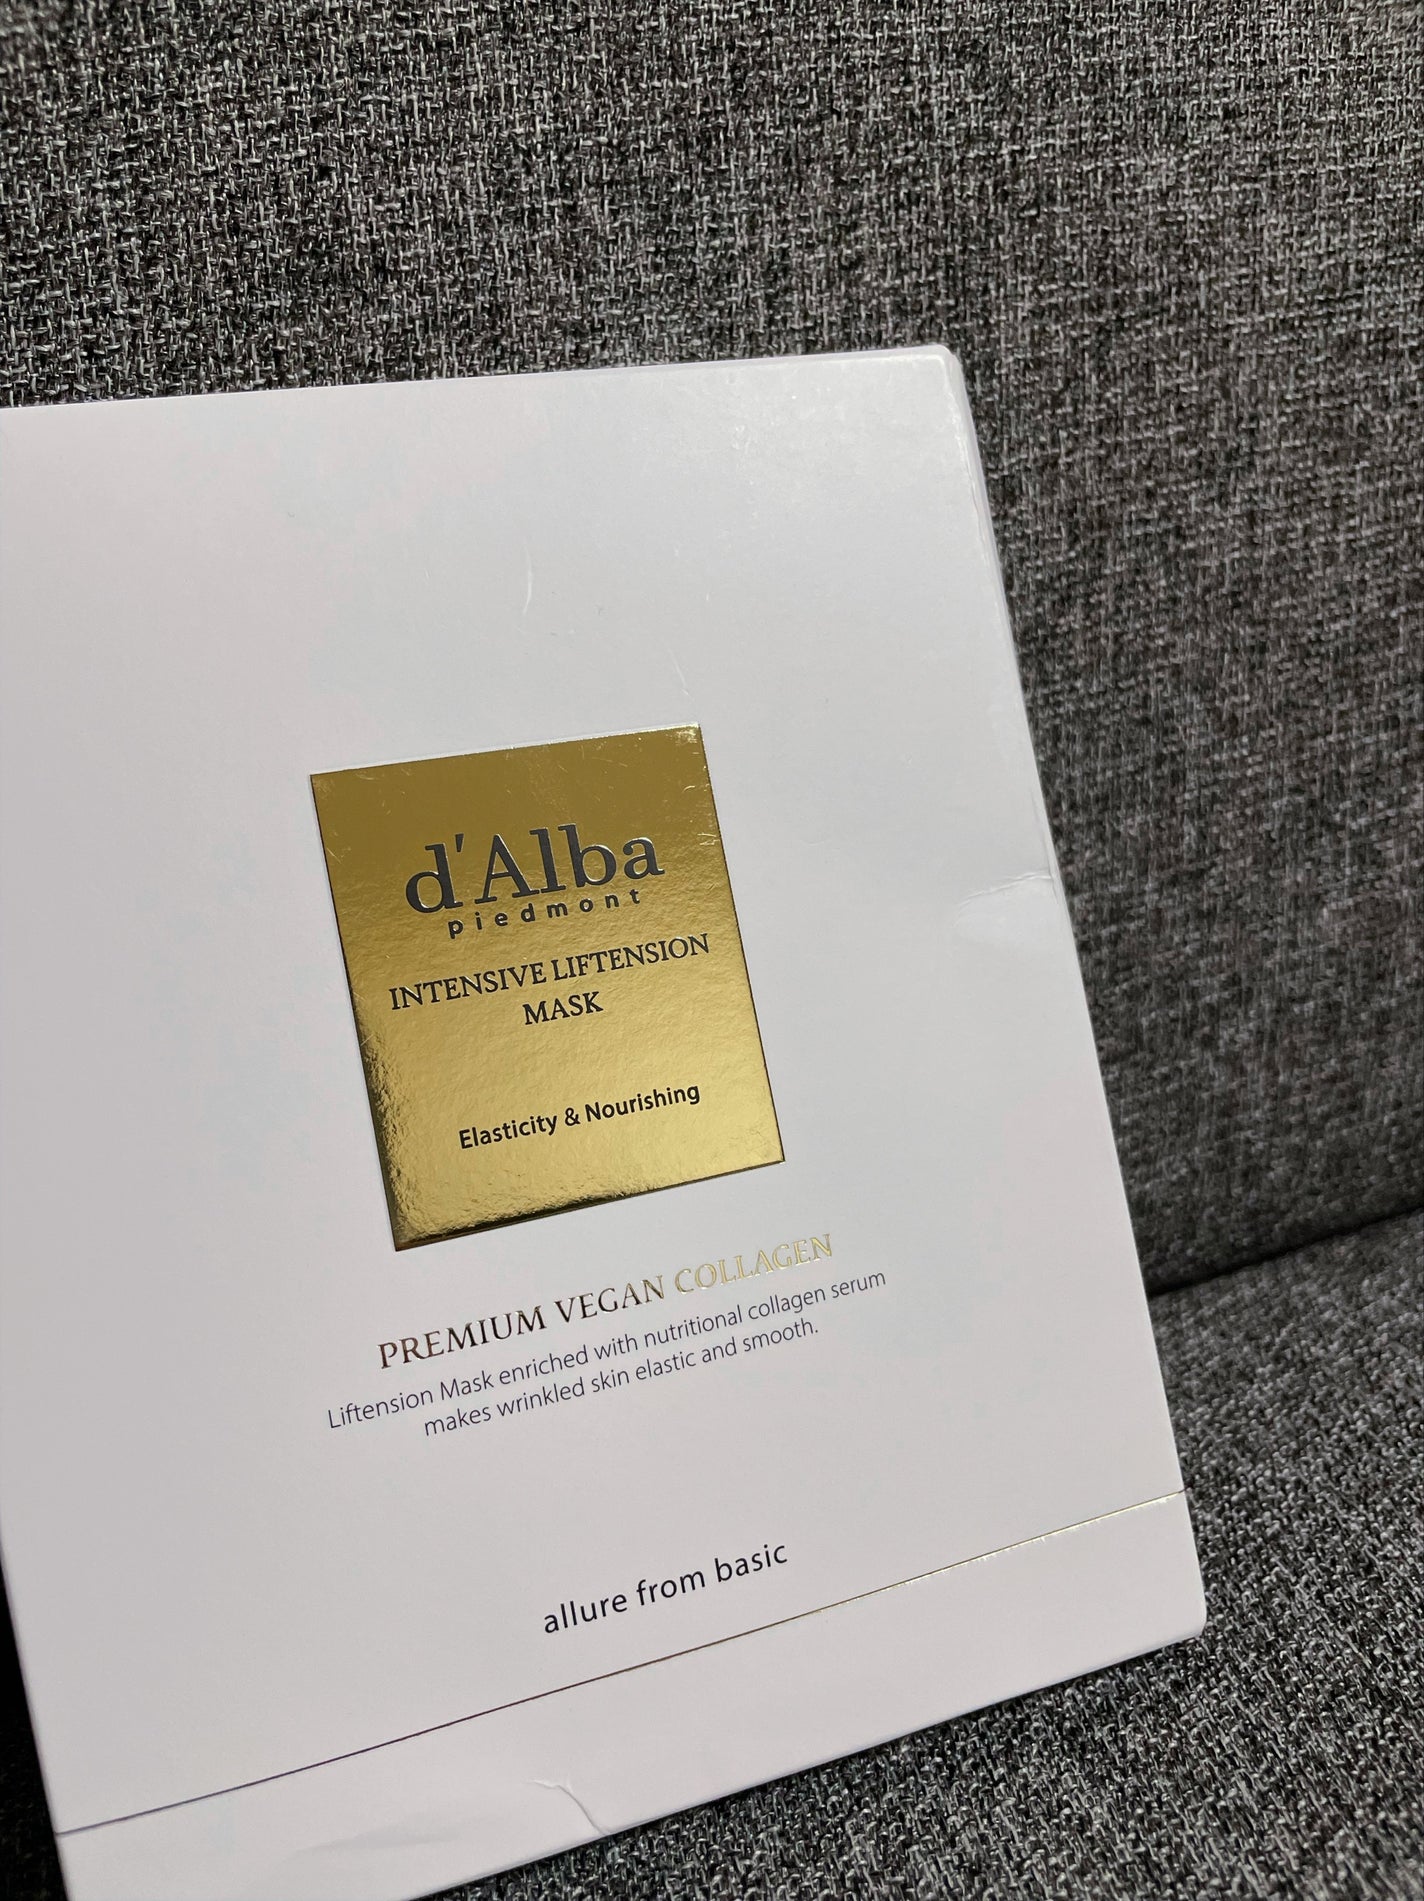 d'Alba
piedmont
INTENSIVE LIFTENSION
MASK
Elasticity & Nourishing
PREMIUM VEGAN COLLAGEN
Liftension Mask enriched with nutritional collagen serum
makes wrinkled skin elastic and smooth.
allure from basic